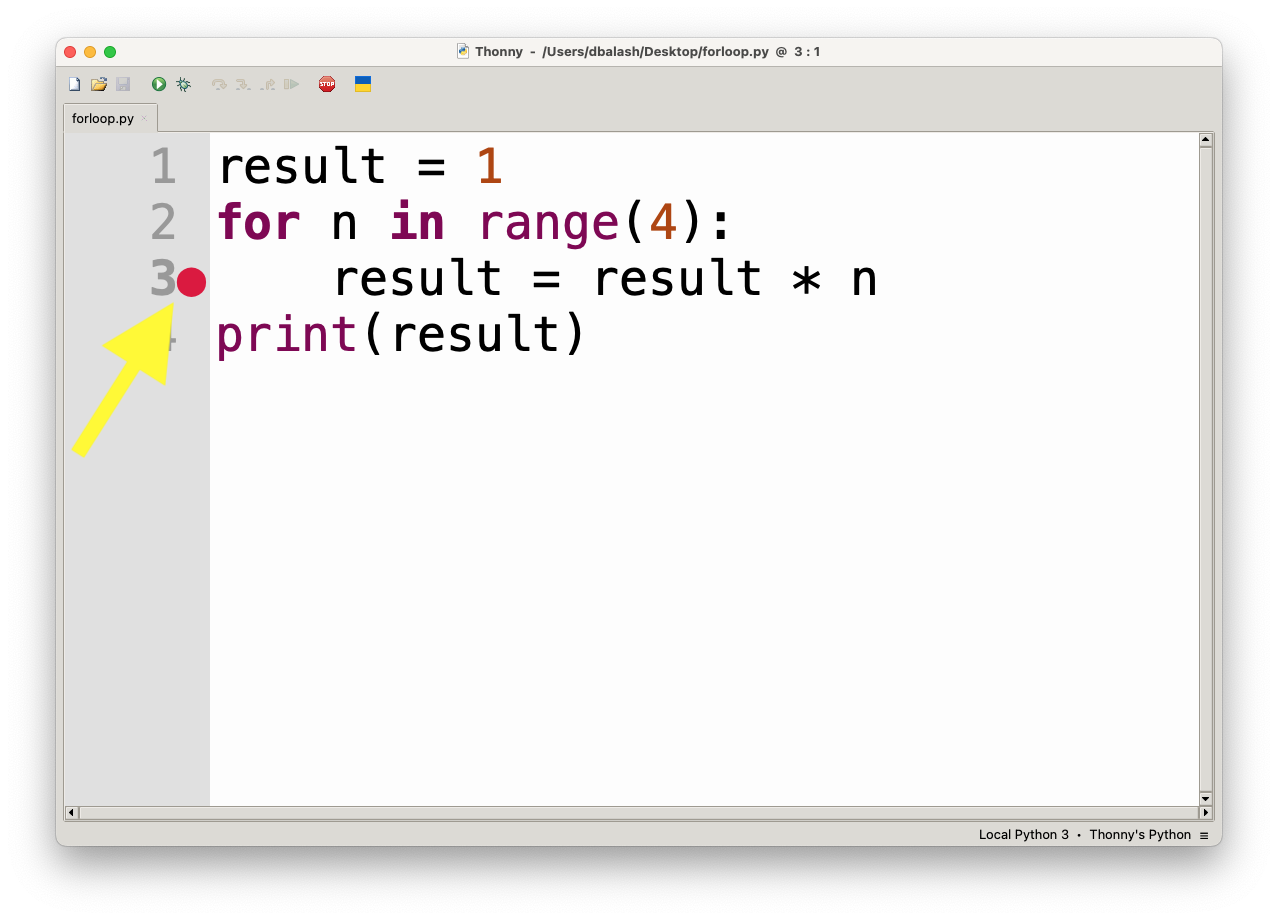 Thonny - /Users/dbalash/Desktop/forloop.py @ 3 : 1
STOP
forloop.py
1 result = 1
2 for n in range(4):
3     result = result * n
print(result)
Local Python 3 • Thonny's Python ≡